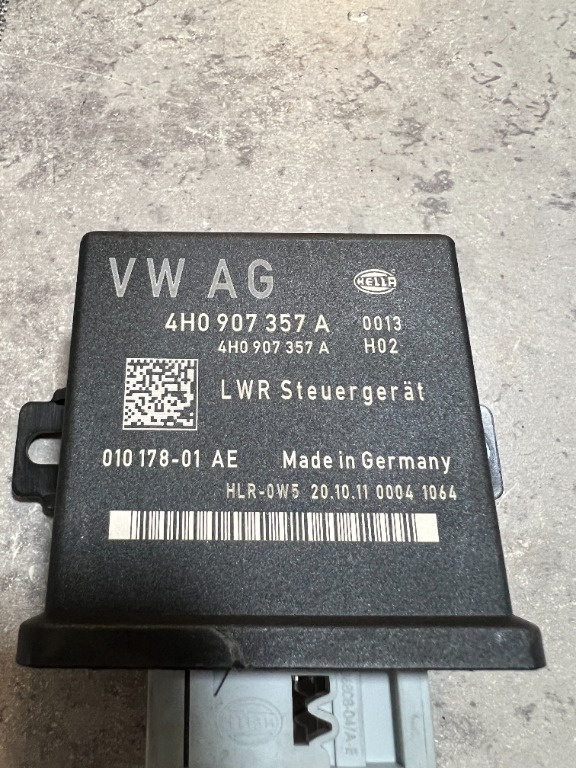 VW AG
HELLA
4H0 907 357 A 0013
4H0 907 357 A H02
LWR Steuergerät
010 178-01 AE Made in Germany
HLR-0W5 20.10.11 0004 1064
HELLA